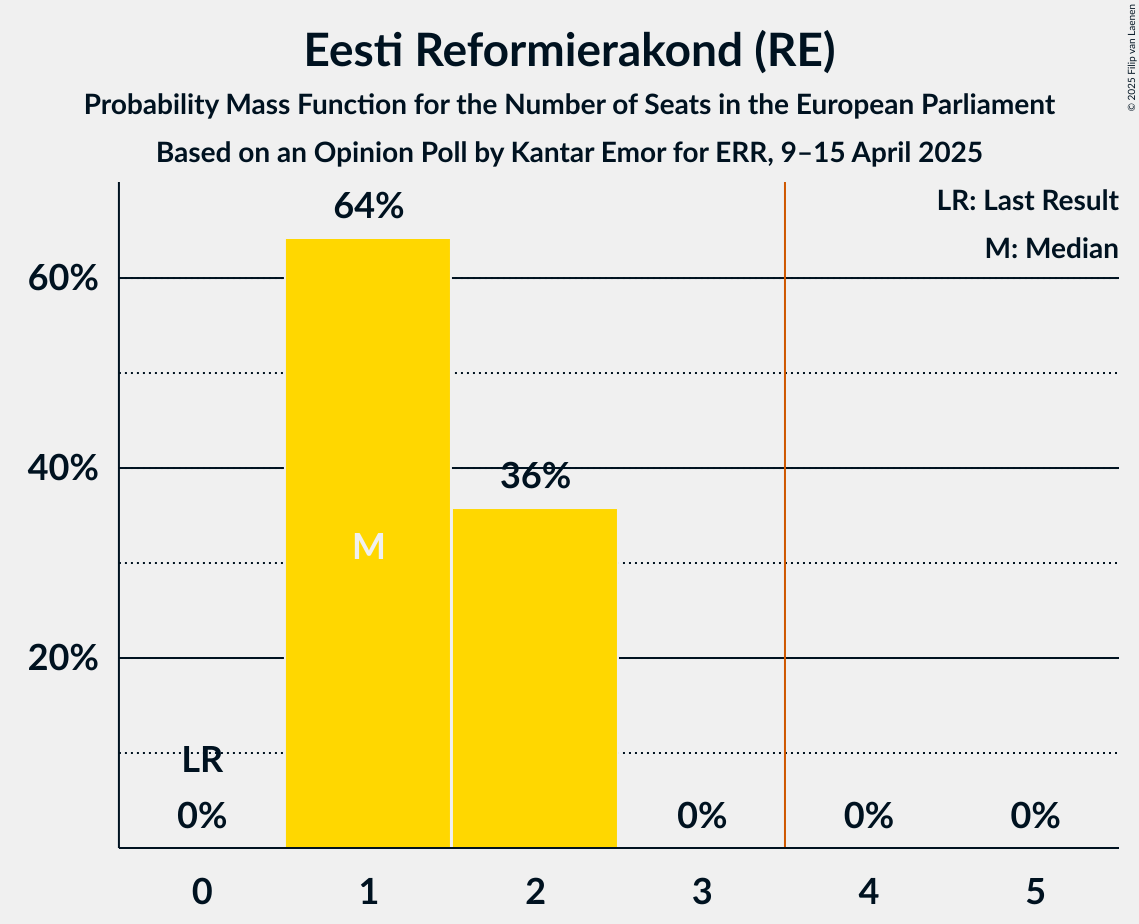 Eesti Reformierakond (RE)
Probability Mass Function for the Number of Seats in the European Parliament
Based on an Opinion Poll by Kantar Emor for ERR, 9–15 April 2025
© 2025 Filip van Laenen
LR: Last Result
M: Median
64%
60%
40%
36%
M
20%
LR
0%
0%
0%
0%
0
1
2
3
4
5